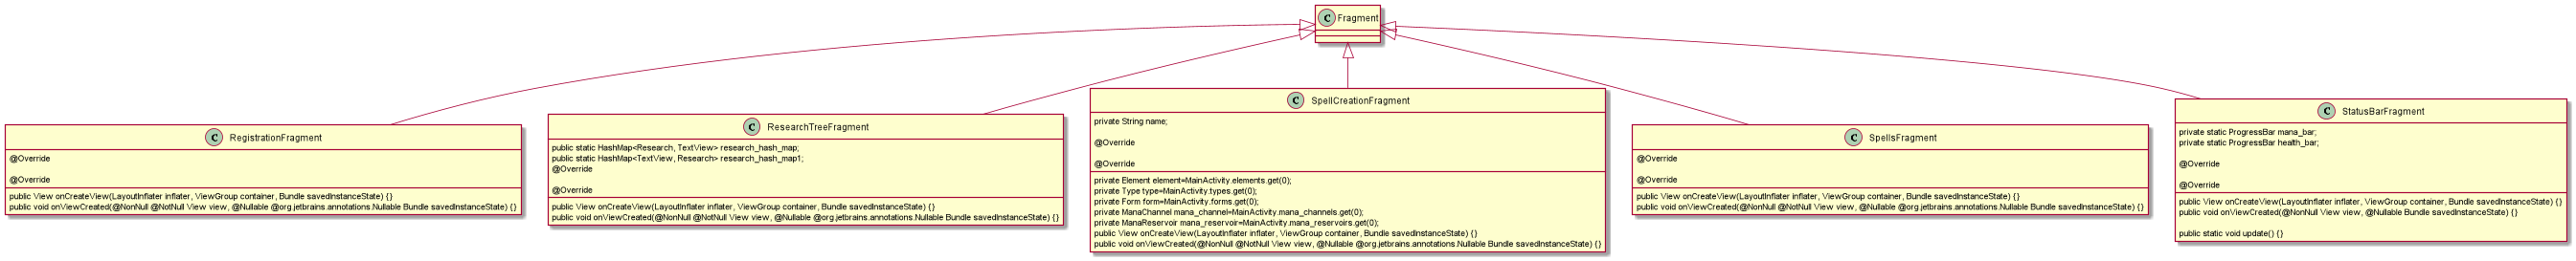 C Fragment
C RegistrationFragment
@Override
@Override
public View onCreateView(LayoutInflater inflater, ViewGroup container, Bundle savedInstanceState) {}
public void onViewCreated(@NonNull @NotNull View view, @Nullable @org.jetbrains.annotations.Nullable Bundle savedInstanceState) {}
C ResearchTreeFragment
public static HashMap<Research, TextView> research_hash_map;
public static HashMap<TextView, Research> research_hash_map1;
@Override
@Override
public View onCreateView(LayoutInflater inflater, ViewGroup container, Bundle savedInstanceState) {}
public void onViewCreated(@NonNull @NotNull View view, @Nullable @org.jetbrains.annotations.Nullable Bundle savedInstanceState) {}
C SpellCreationFragment
private String name;
@Override
@Override
private Element element=MainActivity.elements.get(0);
private Type type=MainActivity.types.get(0);
private Form form=MainActivity.forms.get(0);
private ManaChannel mana_channel=MainActivity.mana_channels.get(0);
private ManaReservoir mana_reservoir=MainActivity.mana_reservoirs.get(0);
public View onCreateView(LayoutInflater inflater, ViewGroup container, Bundle savedInstanceState) {}
public void onViewCreated(@NonNull @NotNull View view, @Nullable @org.jetbrains.annotations.Nullable Bundle savedInstanceState) {}
C SpellsFragment
@Override
@Override
public View onCreateView(LayoutInflater inflater, ViewGroup container, Bundle savedInstanceState) {}
public void onViewCreated(@NonNull @NotNull View view, @Nullable @org.jetbrains.annotations.Nullable Bundle savedInstanceState) {}
C StatusBarFragment
private static ProgressBar mana_bar;
private static ProgressBar health_bar;
@Override
@Override
public View onCreateView(LayoutInflater inflater, ViewGroup container, Bundle savedInstanceState) {}
public void onViewCreated(@NonNull View view, @Nullable Bundle savedInstanceState) {}
public static void update() {}